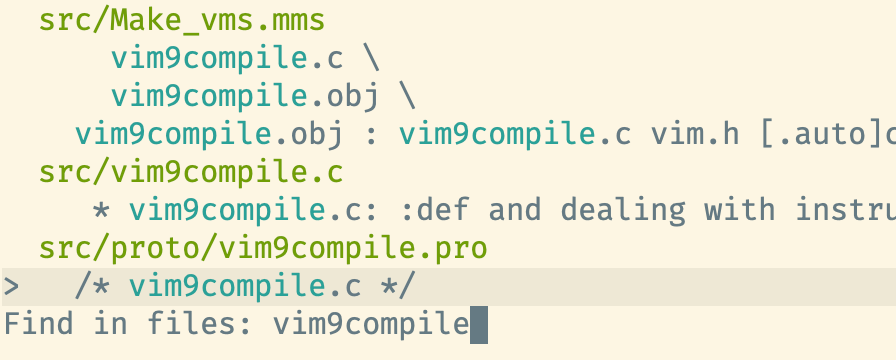 src/Make_vms.mms
vim9compile.c \
vim9compile.obj \
vim9compile.obj : vim9compile.c vim.h [.auto]c
src/vim9compile.c
* vim9compile.c: :def and dealing with instru
src/proto/vim9compile.pro
> /* vim9compile.c */
Find in files: vim9compile